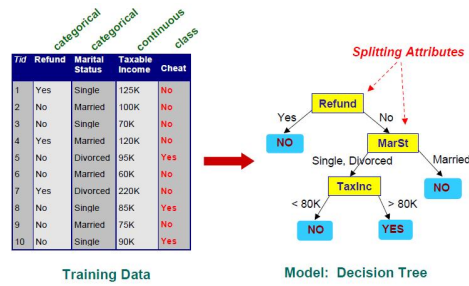 categorical
categorical
continuous
class
Tid Refund Marital Status Taxable Income Cheat
1 Yes Single 125K No
2 No Married 100K No
3 No Single 70K No
4 Yes Married 120K No
5 No Divorced 95K Yes
6 No Married 60K No
7 Yes Divorced 220K No
8 No Single 85K Yes
9 No Married 75K No
10 No Single 90K Yes
Training Data
Splitting Attributes
Refund
Yes No
NO MarSt
Single, Divorced Married
TaxInc NO
< 80K > 80K
NO YES
Model: Decision Tree